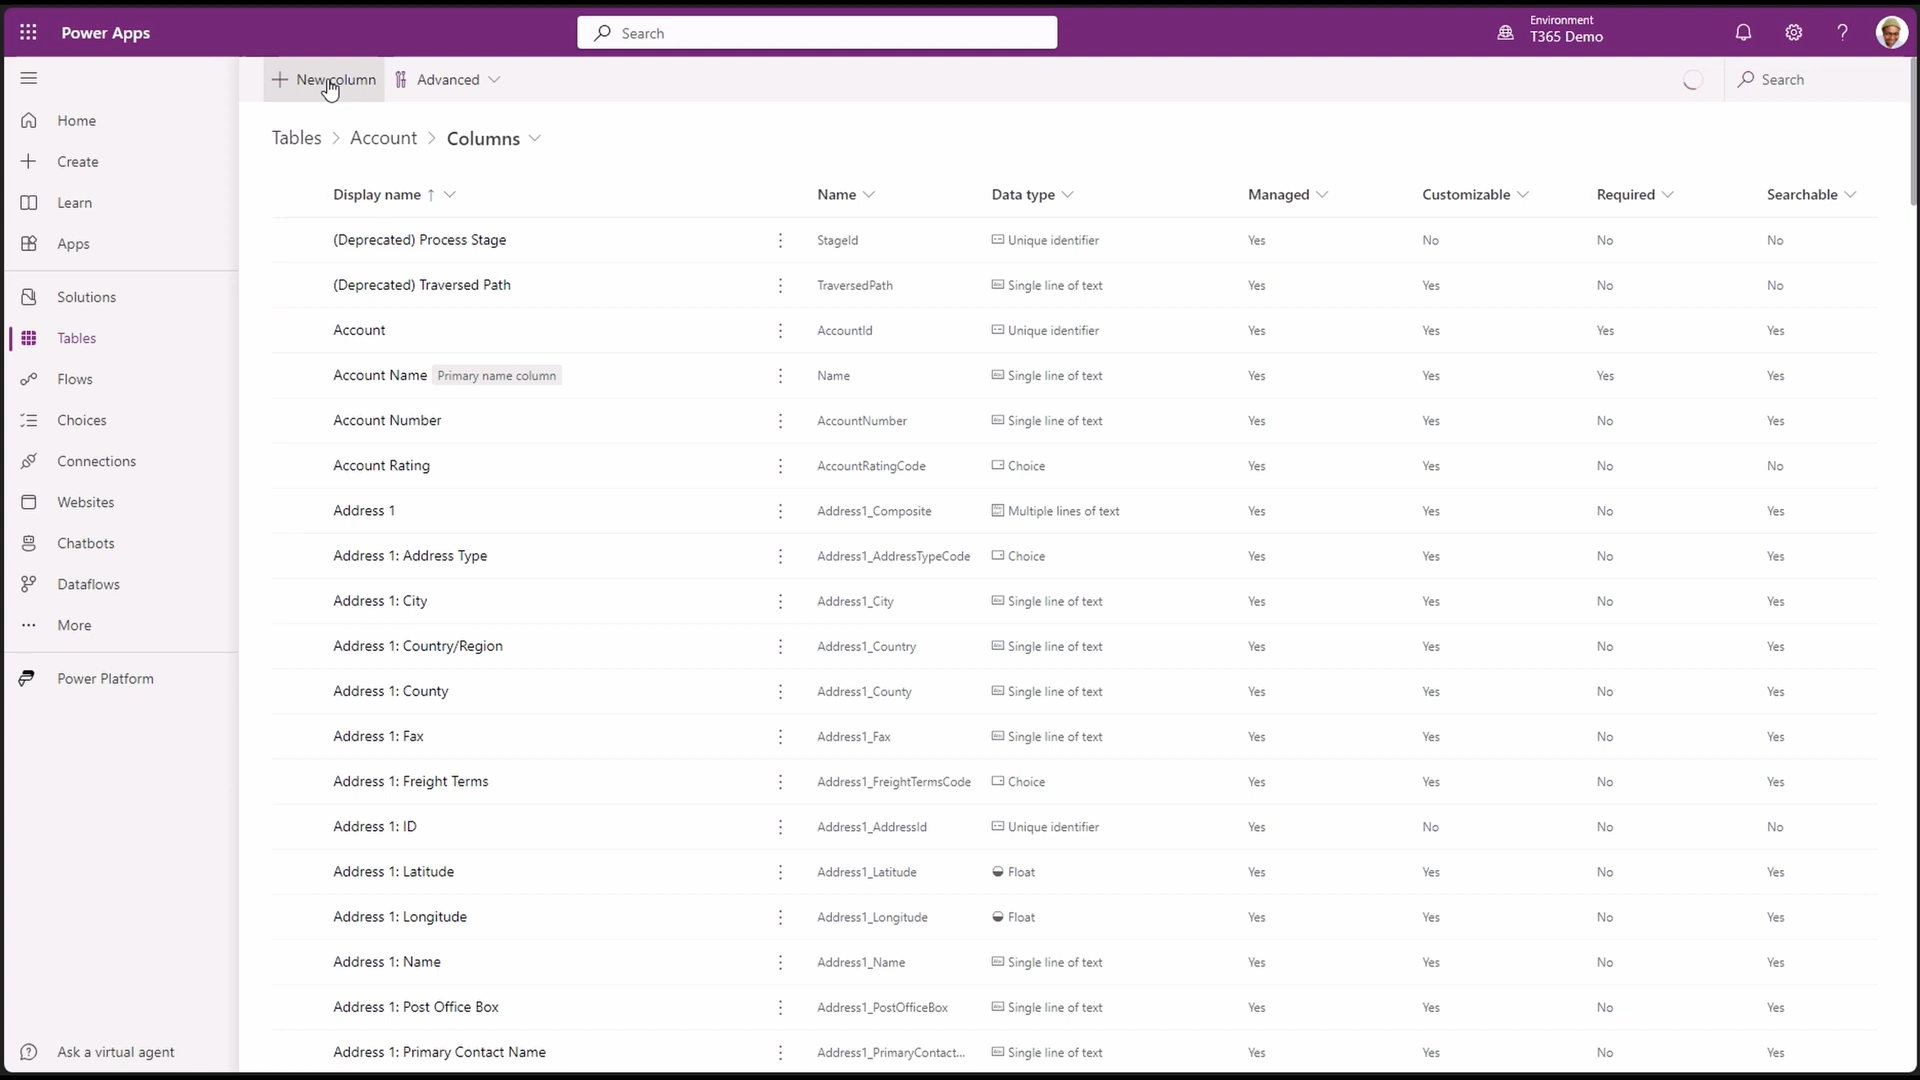 Power Apps
Search
Environment
T365 Demo
New column
Advanced
Search
Home
Create
Learn
Apps
Solutions
Tables
Flows
Choices
Connections
Websites
Chatbots
Dataflows
More
Power Platform
Ask a virtual agent
Tables > Account > Columns
Display name ↑ Name Data type Managed Customizable Required Searchable
(Deprecated) Process Stage StageId Unique identifier Yes No No No
(Deprecated) Traversed Path TraversedPath Single line of text Yes Yes No No
Account AccountId Unique identifier Yes Yes Yes Yes
Account Name Primary name column Name Single line of text Yes Yes Yes Yes
Account Number AccountNumber Single line of text Yes Yes No Yes
Account Rating AccountRatingCode Choice Yes Yes No No
Address 1 Address1_Composite Multiple lines of text Yes Yes No Yes
Address 1: Address Type Address1_AddressTypeCode Choice Yes Yes No Yes
Address 1: City Address1_City Single line of text Yes Yes No Yes
Address 1: Country/Region Address1_Country Single line of text Yes Yes No Yes
Address 1: County Address1_County Single line of text Yes Yes No Yes
Address 1: Fax Address1_Fax Single line of text Yes Yes No Yes
Address 1: Freight Terms Address1_FreightTermsCode Choice Yes Yes No Yes
Address 1: ID Address1_AddressId Unique identifier Yes No No No
Address 1: Latitude Address1_Latitude Float Yes Yes No Yes
Address 1: Longitude Address1_Longitude Float Yes Yes No Yes
Address 1: Name Address1_Name Single line of text Yes Yes No Yes
Address 1: Post Office Box Address1_PostOfficeBox Single line of text Yes Yes No Yes
Address 1: Primary Contact Name Address1_PrimaryContact... Single line of text Yes Yes No Yes